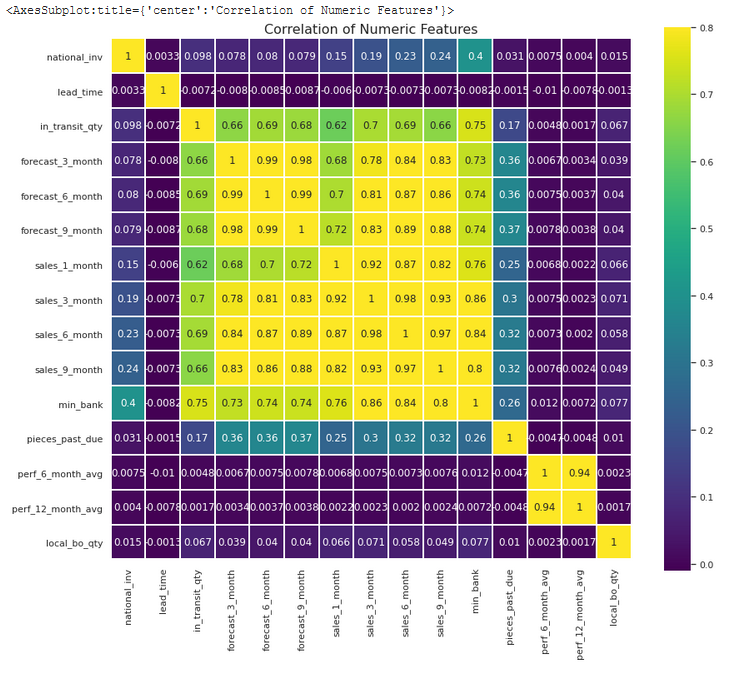 <AxesSubplot:title={'center':'Correlation of Numeric Features'}>
Correlation of Numeric Features
national_inv 1 0.0033 0.098 0.078 0.08 0.079 0.15 0.19 0.23 0.24 0.4 0.031 0.0075 0.004 0.015
lead_time 0.0033 1 -0.0072 -0.008 -0.0085 -0.0087 -0.006 -0.0073 -0.0073 -0.0073 -0.0082 -0.0015 -0.01 -0.0078 -0.0013
in_transit_qty 0.098 -0.0072 1 0.66 0.69 0.68 0.62 0.7 0.69 0.66 0.75 0.17 0.0048 0.0017 0.067
forecast_3_month 0.078 -0.008 0.66 1 0.99 0.98 0.68 0.78 0.84 0.83 0.73 0.36 0.0067 0.0034 0.039
forecast_6_month 0.08 -0.0085 0.69 0.99 1 0.99 0.7 0.81 0.87 0.86 0.74 0.36 0.0075 0.0037 0.04
forecast_9_month 0.079 -0.0087 0.68 0.98 0.99 1 0.72 0.83 0.89 0.88 0.74 0.37 0.0078 0.0038 0.04
sales_1_month 0.15 -0.006 0.62 0.68 0.7 0.72 1 0.92 0.87 0.82 0.76 0.25 0.0068 0.0022 0.066
sales_3_month 0.19 -0.0073 0.7 0.78 0.81 0.83 0.92 1 0.98 0.93 0.86 0.3 0.0075 0.0023 0.071
sales_6_month 0.23 -0.0073 0.69 0.84 0.87 0.89 0.87 0.98 1 0.97 0.84 0.32 0.0073 0.002 0.058
sales_9_month 0.24 -0.0073 0.66 0.83 0.86 0.88 0.82 0.93 0.97 1 0.8 0.32 0.0076 0.0024 0.049
min_bank 0.4 -0.0082 0.75 0.73 0.74 0.74 0.76 0.86 0.84 0.8 1 0.26 0.012 0.0072 0.077
pieces_past_due 0.031 -0.0015 0.17 0.36 0.36 0.37 0.25 0.3 0.32 0.32 0.26 1 -0.0047 -0.0048 0.01
perf_6_month_avg 0.0075 -0.01 0.0048 0.0067 0.0075 0.0078 0.0068 0.0075 0.0073 0.0076 0.012 -0.0047 1 0.94 0.0023
perf_12_month_avg 0.004 -0.0078 0.0017 0.0034 0.0037 0.0038 0.0022 0.0023 0.002 0.0024 0.0072 -0.0048 0.94 1 0.0017
local_bo_qty 0.015 -0.0013 0.067 0.039 0.04 0.04 0.066 0.071 0.058 0.049 0.077 0.01 0.0023 0.0017 1
national_inv
lead_time
in_transit_qty
forecast_3_month
forecast_6_month
forecast_9_month
sales_1_month
sales_3_month
sales_6_month
sales_9_month
min_bank
pieces_past_due
perf_6_month_avg
perf_12_month_avg
local_bo_qty
0.8
0.7
0.6
0.5
0.4
0.3
0.2
0.1
0.0